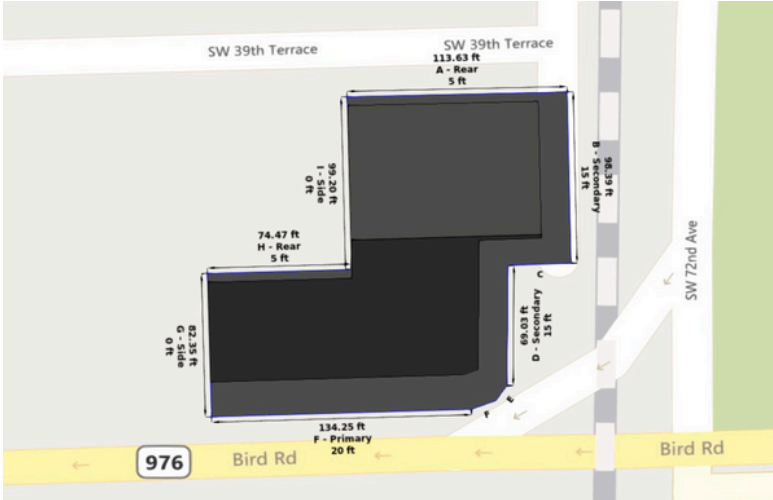 SW 39th Terrace
SW 39th Terrace
113.63 ft
A - Rear
5 ft
98.39 ft
B - Secondary
15 ft
99.20 ft
I - Side
0 ft
74.47 ft
H - Rear
5 ft
C
69.03 ft
D - Secondary
15 ft
SW 72nd Ave
82.35 ft
G - Side
0 ft
E
F
134.25 ft
F - Primary
20 ft
976
Bird Rd
Bird Rd